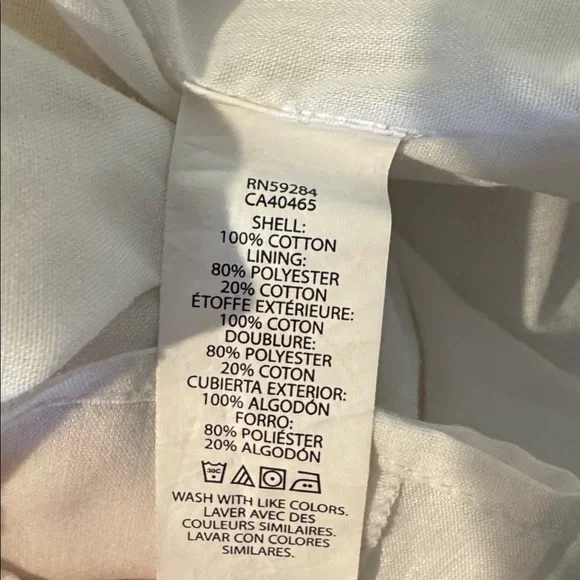 RN59284
CA40465
SHELL:
100% COTTON
LINING:
80% POLYESTER
20% COTTON
ÉTOFFE EXTÉRIEURE:
100% COTON
DOUBLURE:
80% POLYESTER
20% COTON
CUBIERTA EXTERIOR:
100% ALGODÓN
FORRO:
80% POLIÉSTER
20% ALGODÓN
30C
WASH WITH LIKE COLORS.
LAVER AVEC DES
COULEURS SIMILAIRES.
LAVAR CON COLORES
SIMILARES.